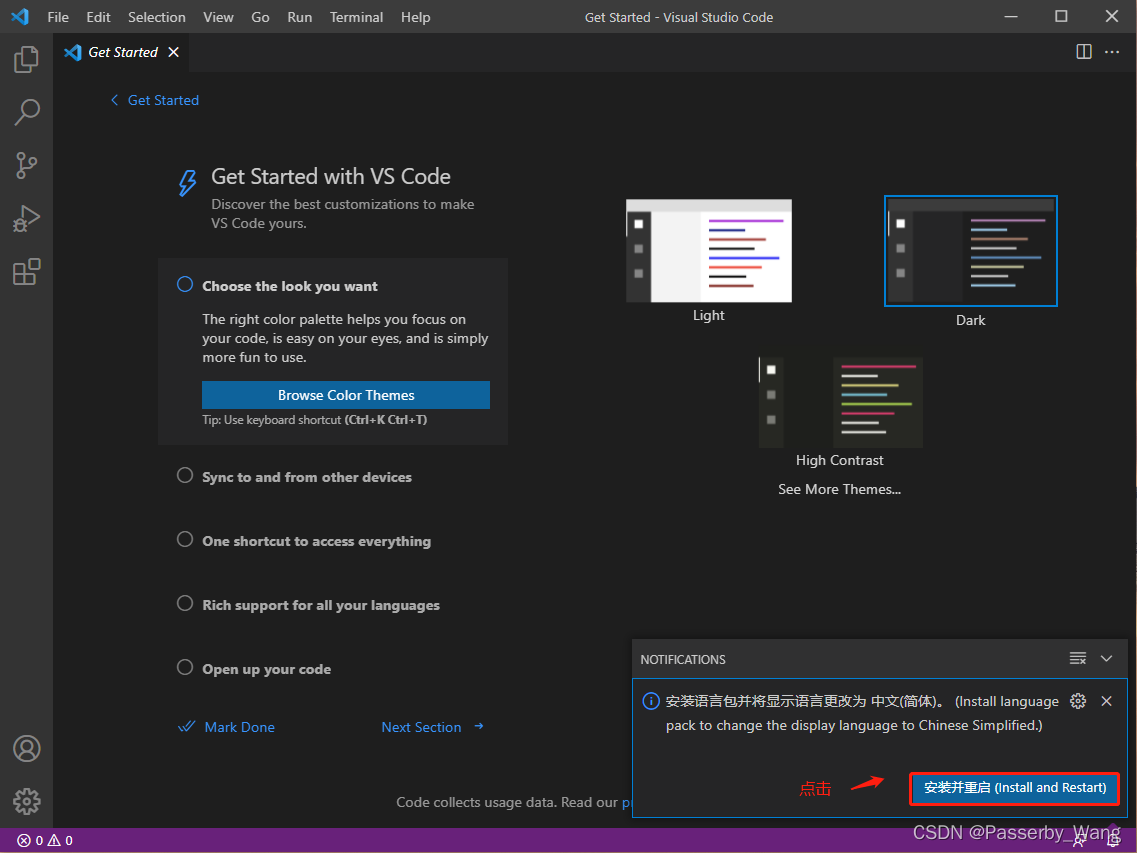 File Edit Selection View Go Run Terminal Help
Get Started - Visual Studio Code
Get Started
Get Started
Get Started with VS Code
Discover the best customizations to make
VS Code yours.
Choose the look you want
The right color palette helps you focus on
your code, is easy on your eyes, and is simply
more fun to use.
Browse Color Themes
Tip: Use keyboard shortcut (Ctrl+K Ctrl+T)
Sync to and from other devices
One shortcut to access everything
Rich support for all your languages
Open up your code
Mark Done
Next Section
Light
Dark
High Contrast
See More Themes...
Code collects usage data. Read our
NOTIFICATIONS
安装语言包并将显示语言更改为 中文(简体)。 (Install language
pack to change the display language to Chinese Simplified.)
点击
安装并重启 (Install and Restart)
CSDN @Passerby_Wang
0 0